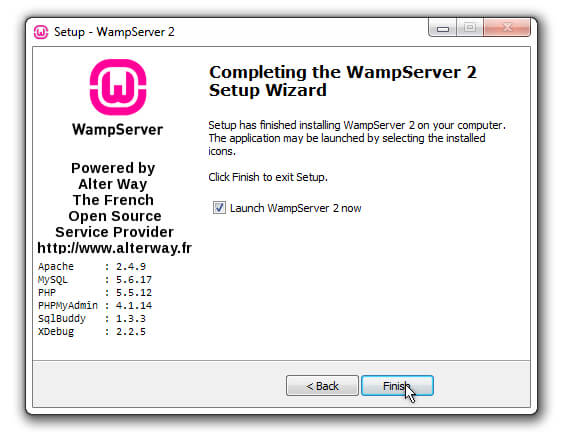 Setup - WampServer 2
WampServer
Powered by
Alter Way
The French
Open Source
Service Provider
http://www.alterway.fr
Apache : 2.4.9
MySQL : 5.6.17
PHP : 5.5.12
PHPMyAdmin : 4.1.14
SqlBuddy : 1.3.3
XDebug : 2.2.5
Completing the WampServer 2
Setup Wizard
Setup has finished installing WampServer 2 on your computer.
The application may be launched by selecting the installed
icons.
Click Finish to exit Setup.
Launch WampServer 2 now
< Back
Finish